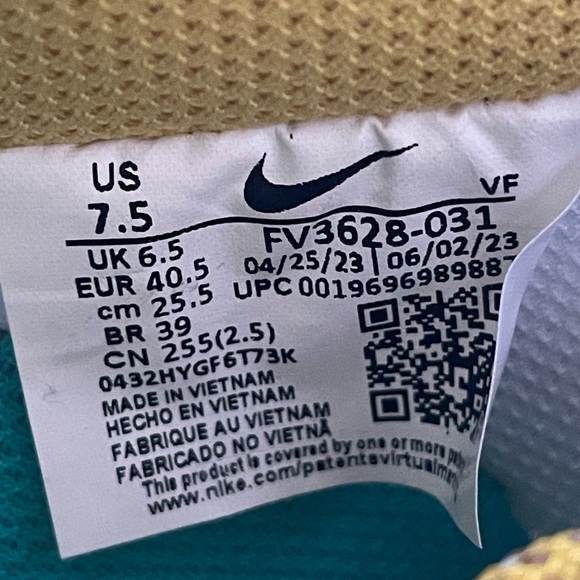 US
7.5
VF
UK 6.5
FV3628-031
EUR 40.5
04/25/23 | 06/02/23
cm 25.5
UPC 001969698988
BR 39
CN 255(2.5)
0432HYGF6T73K
MADE IN VIETNAM
HECHO EN VIETNAM
FABRIQUE AU VIETNAM
FABRICADO NO VIETNÃ
This product is covered by one or more
www.nike.com/patents